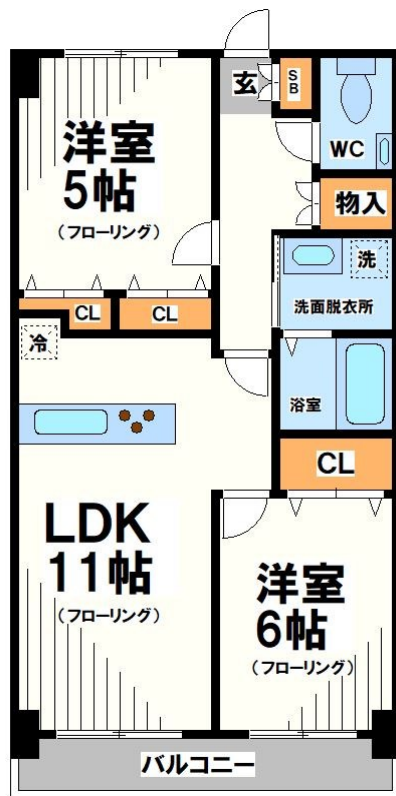 玄
SB
洋室
5帖
(フローリング)
WC
物入
洗
洗面脱衣所
CL
CL
冷
浴室
CL
LDK
11帖
(フローリング)
洋室
6帖
(フローリング)
バルコニー